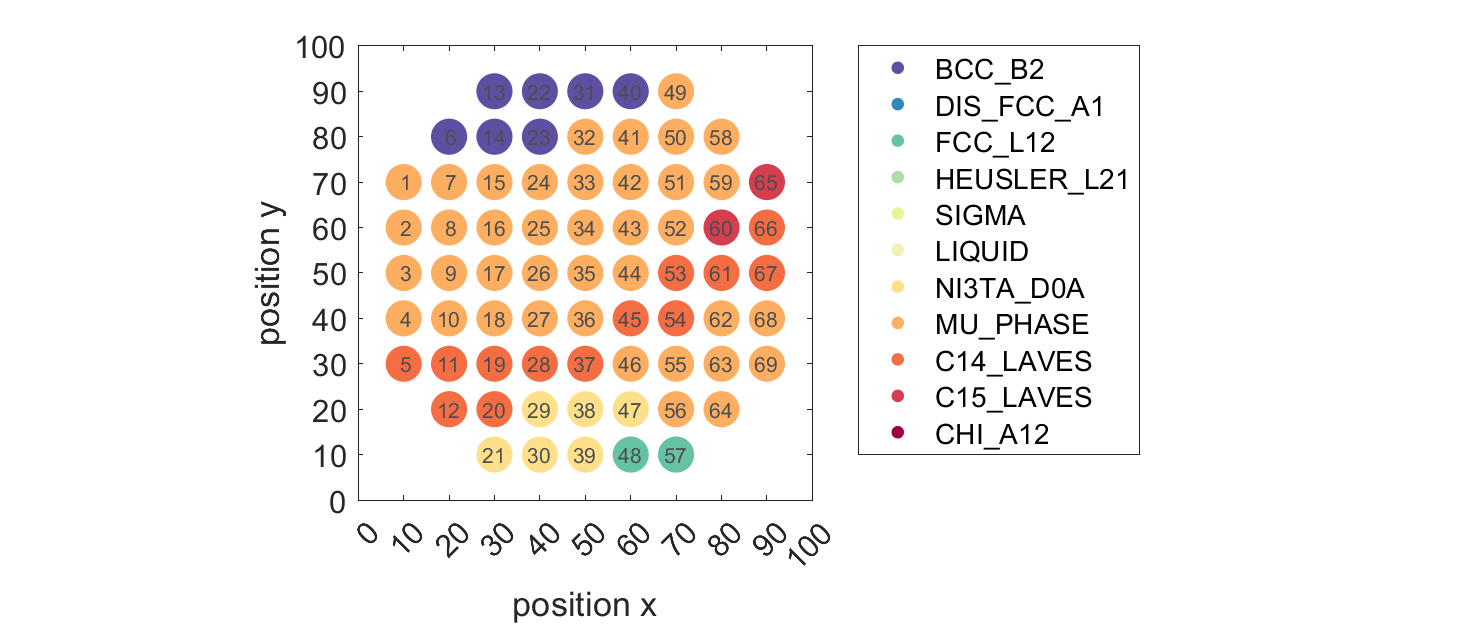 100
90
80
70
60
50
40
30
20
10
0
position y
13 22 31 40 49
6 14 23 32 41 50 58
1 7 15 24 33 42 51 59 65
2 8 16 25 34 43 52 60 66
3 9 17 26 35 44 53 61 67
4 10 18 27 36 45 54 62 68
5 11 19 28 37 46 55 63 69
12 20 29 38 47 56 64
21 30 39 48 57
0 10 20 30 40 50 60 70 80 90 100
position x
BCC_B2
DIS_FCC_A1
FCC_L12
HEUSLER_L21
SIGMA
LIQUID
NI3TA_D0A
MU_PHASE
C14_LAVES
C15_LAVES
CHI_A12